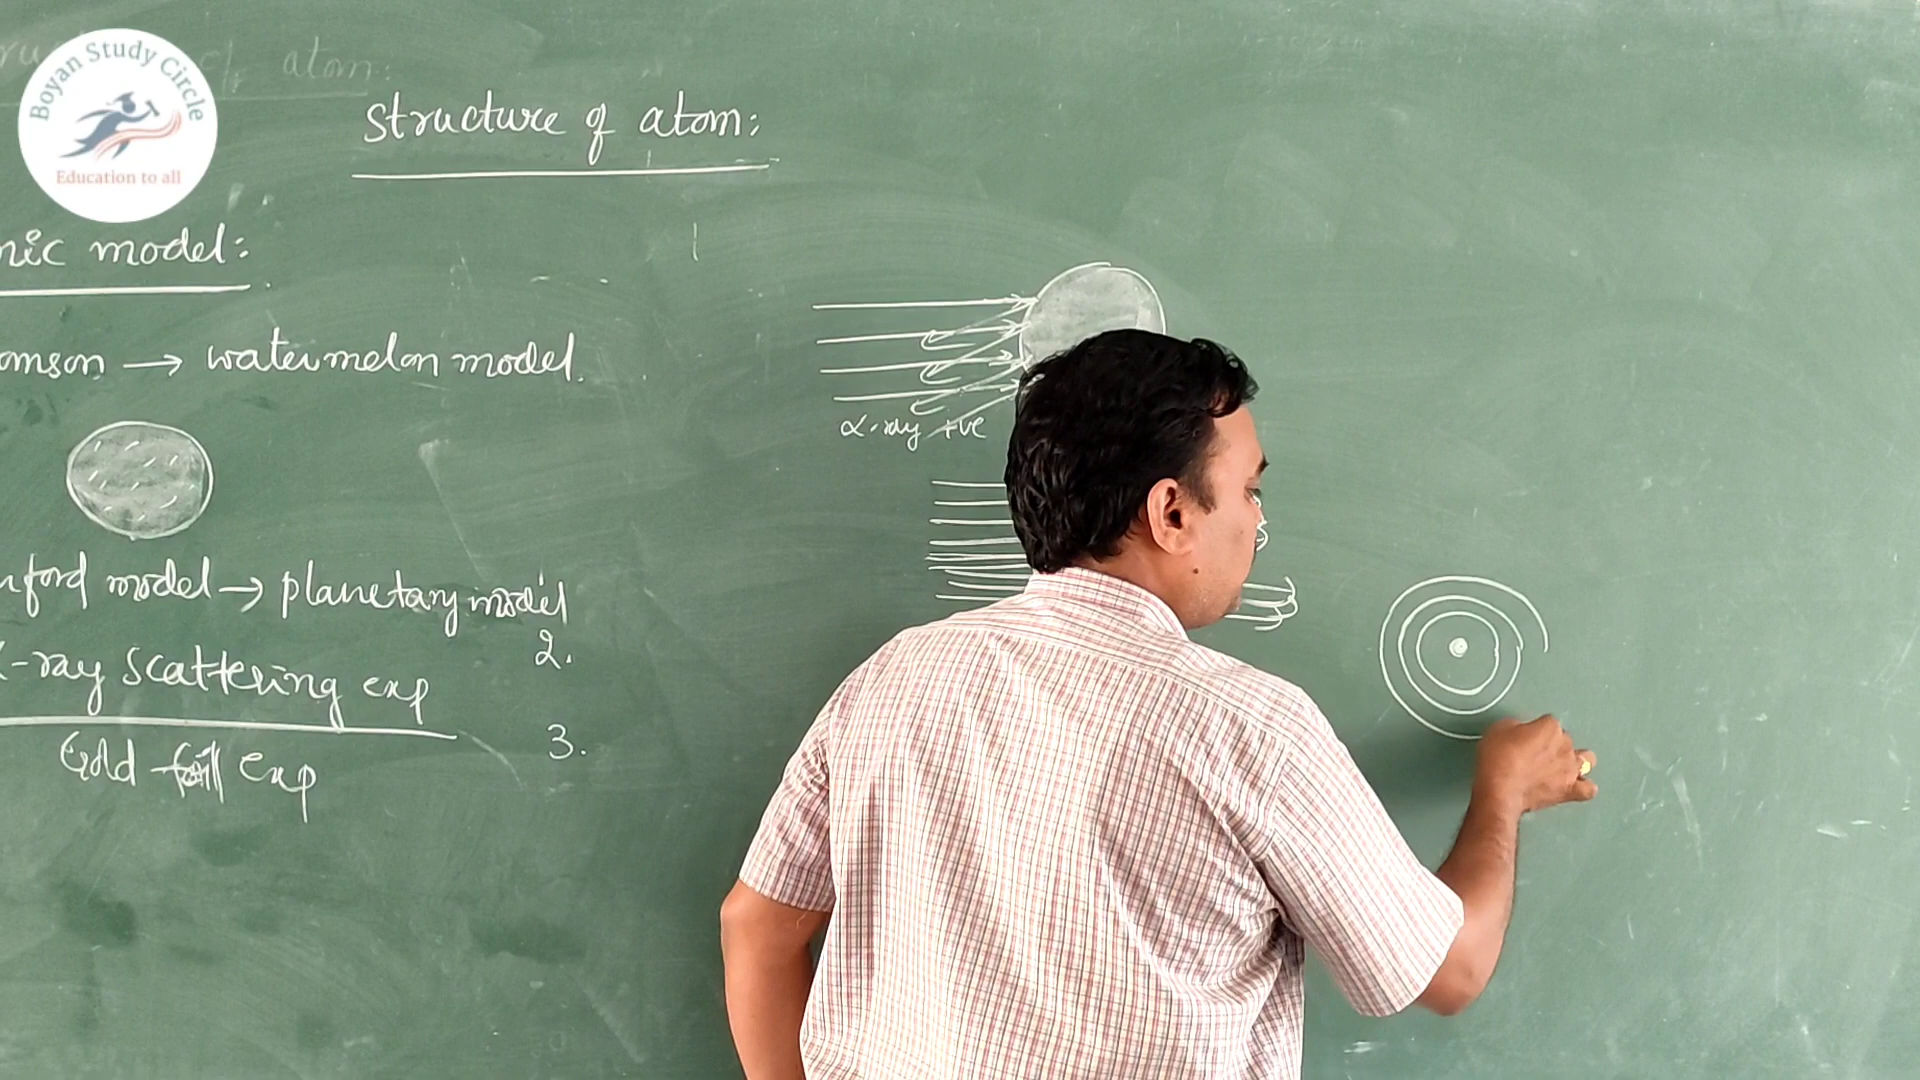 Boyan Study Circle
Education to all
atom:
structure of atom:
nic model:
omson → watermelon model.
α-ray +ve
rford model → planetary model
2.
α-ray scattering exp
3.
Gold foil exp